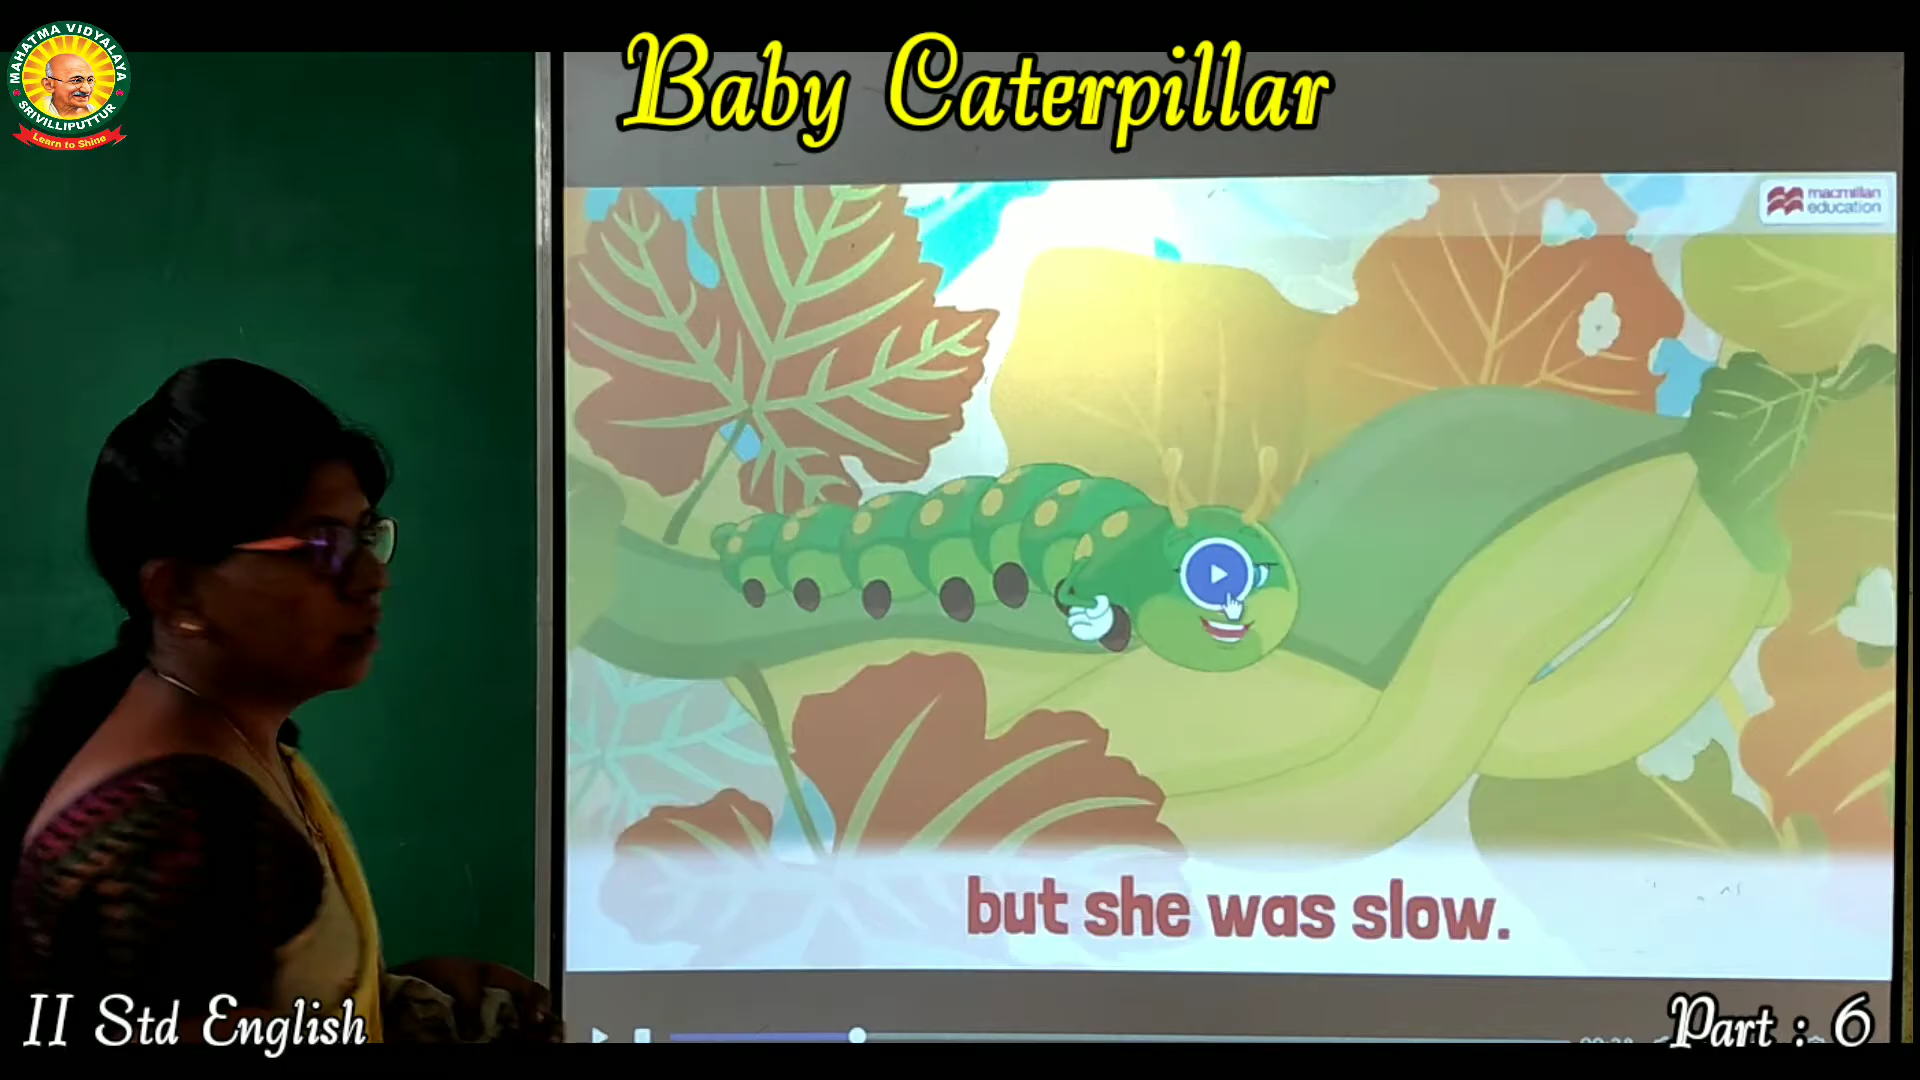 MAHATMA VIDYALAYA
SRIVILLIPUTTUR
Learn to Shine
Baby Caterpillar
macmillan
education
but she was slow.
II Std English
Part : 6